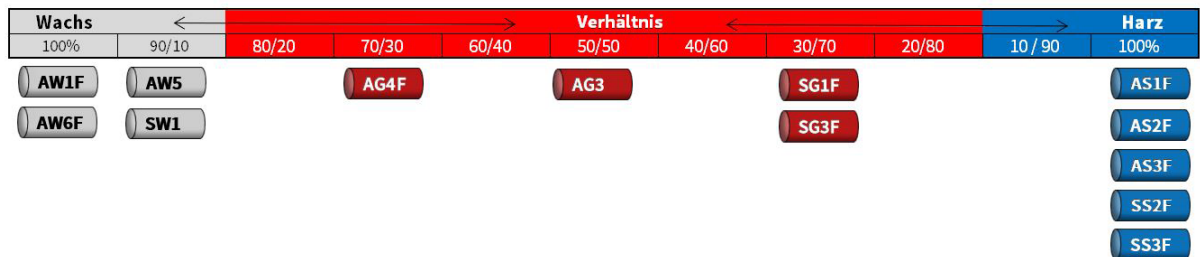 Wachs Verhältnis Harz
100% 90/10 80/20 70/30 60/40 50/50 40/60 30/70 20/80 10 / 90 100%
AW1F AW5 AG4F AG3 SG1F AS1F
AW6F SW1 SG3F AS2F
AS3F
SS2F
SS3F